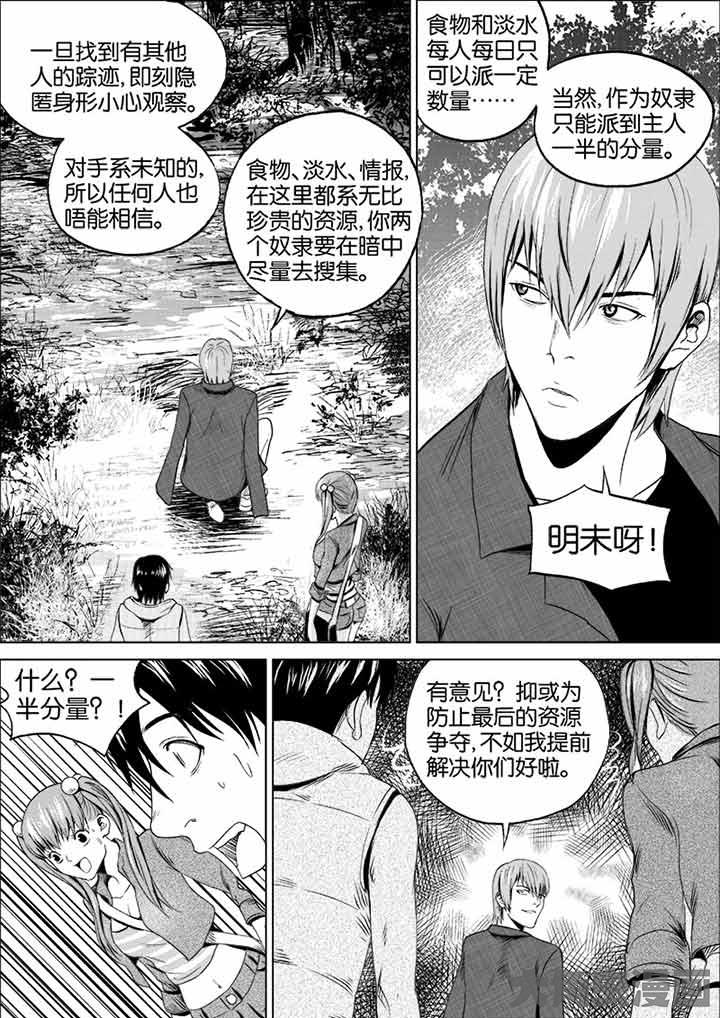 一旦找到有其他
人的踪迹，即刻隐
匿身形小心观察。
对手系未知的，
所以任何人也
唔能相信。
食物、淡水、情报，
在这里都系无比
珍贵的资源，你两
个奴隶要在暗中
尽量去搜集。
食物和淡水
每人每日只
可以派一定
数量……
当然，作为奴隶
只能派到主人
一半的分量。
明未呀！
什么？一
半分量？！
有意见？抑或为
防止最后的资源
争夺，不如我提前
解决你们好啦。
漫画